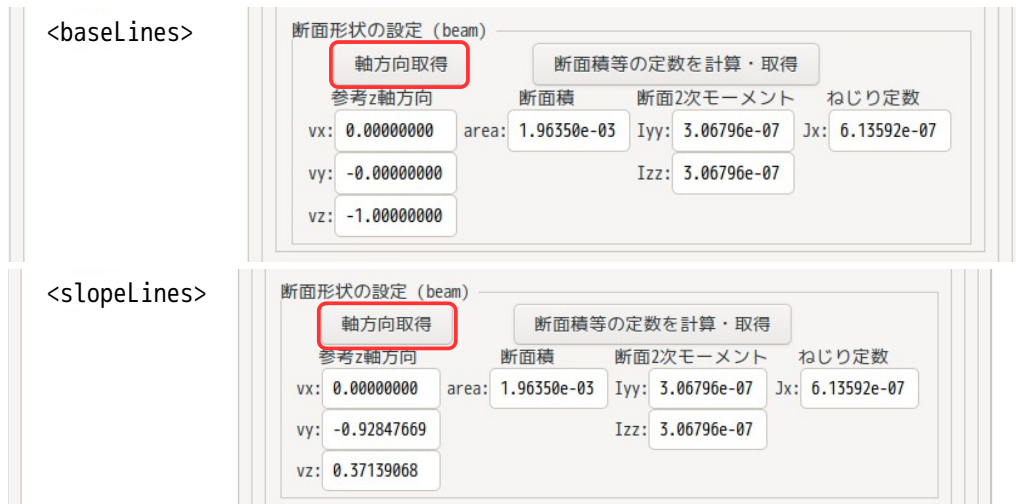 <baseLines>
断面形状の設定 (beam)
軸方向取得 断面積等の定数を計算・取得
参考z軸方向 断面積 断面2次モーメント ねじり定数
vx: 0.00000000 area: 1.96350e-03 Iyy: 3.06796e-07 Jx: 6.13592e-07
vy: -0.00000000 Izz: 3.06796e-07
vz: -1.00000000
<slopeLines>
断面形状の設定 (beam)
軸方向取得 断面積等の定数を計算・取得
参考z軸方向 断面積 断面2次モーメント ねじり定数
vx: 0.00000000 area: 1.96350e-03 Iyy: 3.06796e-07 Jx: 6.13592e-07
vy: -0.92847669 Izz: 3.06796e-07
vz: 0.37139068